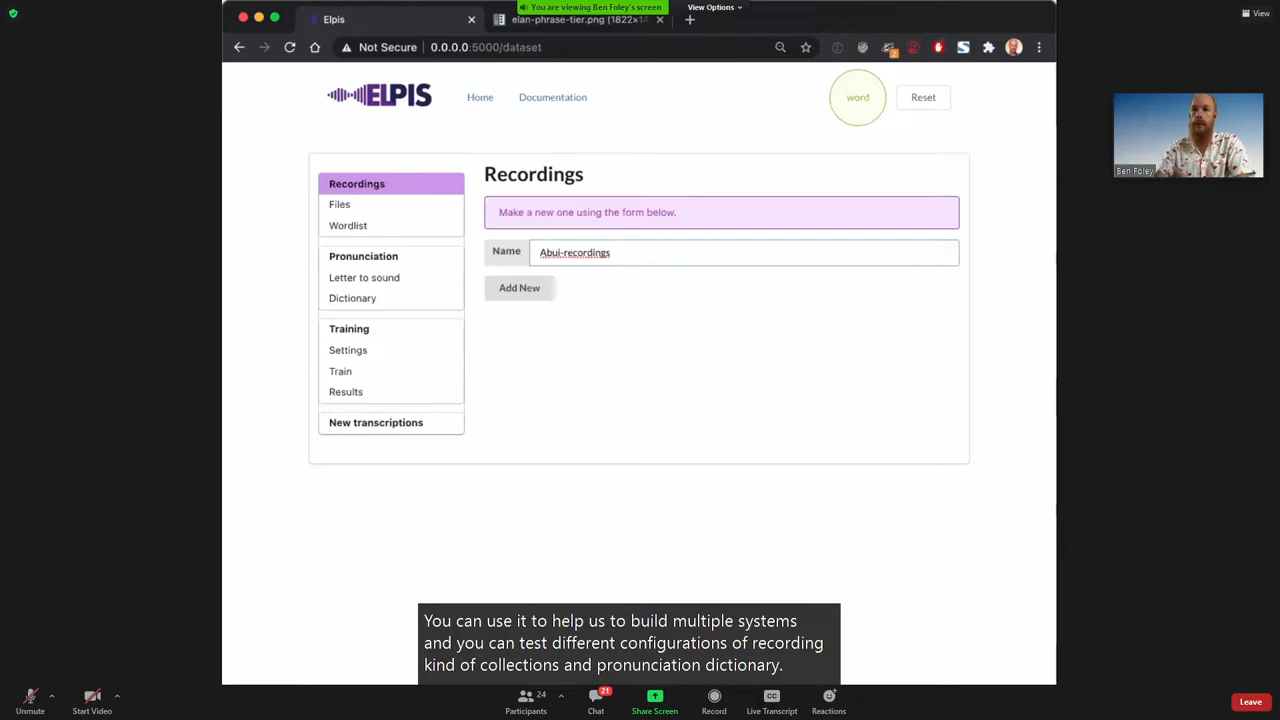 You are viewing Ben Foley's screen
View Options
View
Elpis
elan-phrase-tier.png (1822×14
Not Secure
0.0.0.0:5000/dataset
2
ELPIS
Home
Documentation
word
Reset
Ben Foley
Recordings
Files
Wordlist
Pronunciation
Letter to sound
Dictionary
Training
Settings
Train
Results
New transcriptions
Recordings
Make a new one using the form below.
Name
Abui-recordings
Add New
You can use it to help us to build multiple systems
and you can test different configurations of recording
kind of collections and pronunciation dictionary.
Unmute
Start Video
24
Participants
21
Chat
Share Screen
Record
CC
Live Transcript
Reactions
Leave